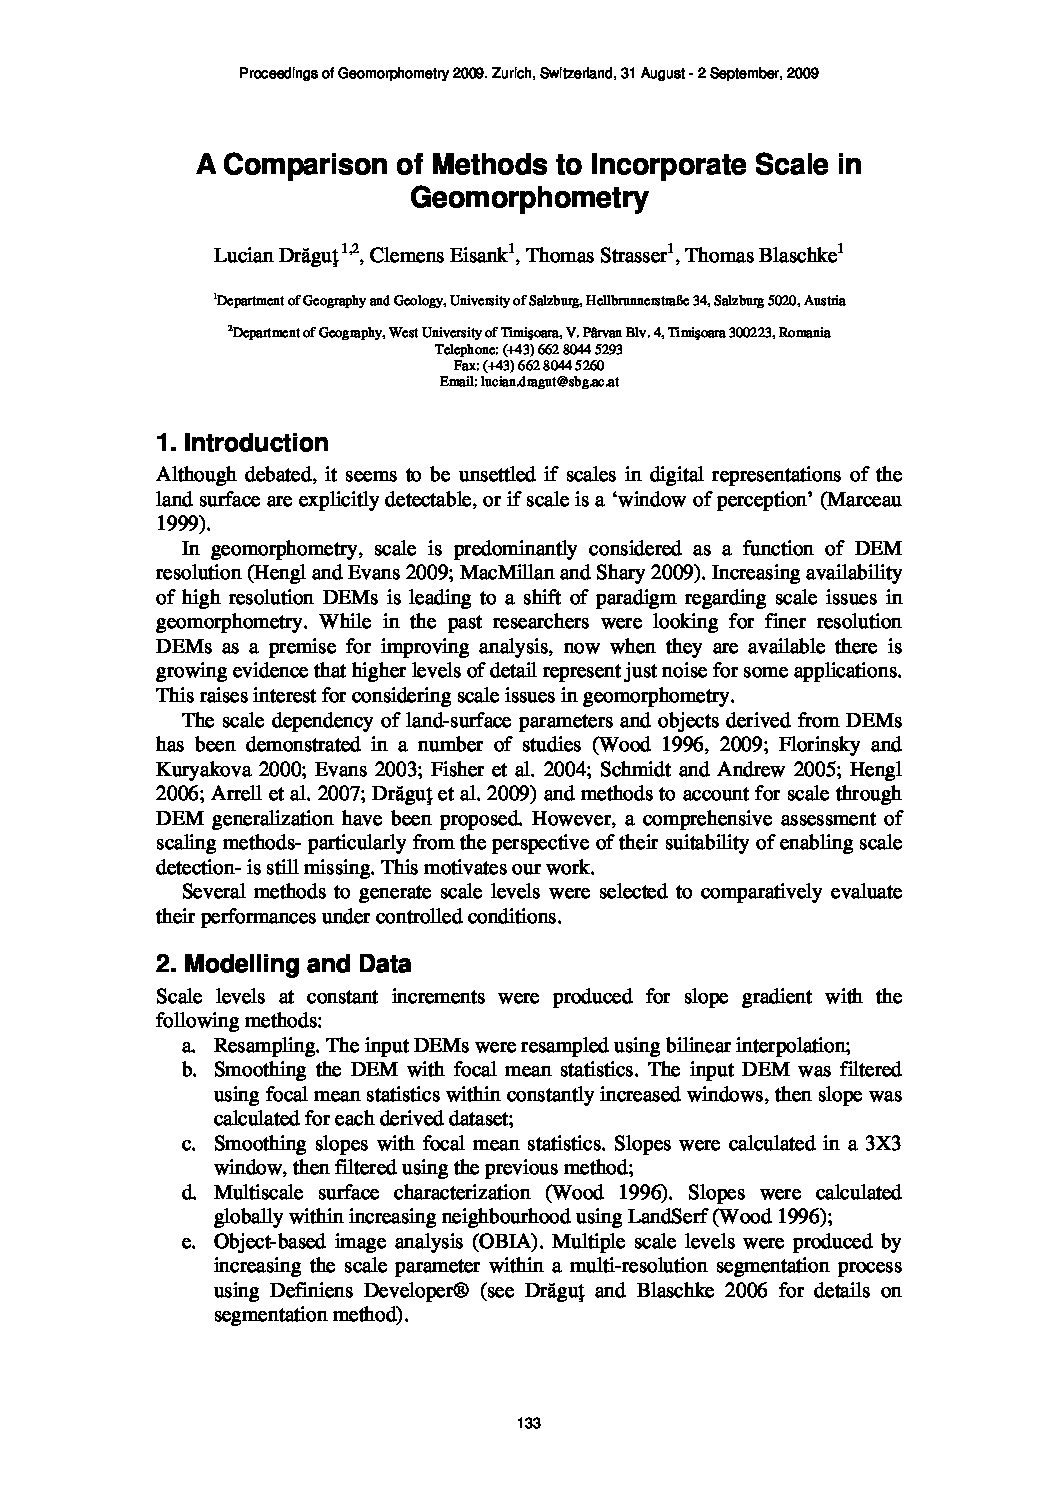 Proceedings of Geomorphometry 2009. Zurich, Switzerland, 31 August - 2 September, 2009
A Comparison of Methods to Incorporate Scale in
Geomorphometry
Lucian Drăguţ1,2, Clemens Eisank1, Thomas Strasser1, Thomas Blaschke1
1Department of Geography and Geology, University of Salzburg, Hellbrunnerstraße 34, Salzburg 5020, Austria
2Department of Geography, West University of Timişoara, V. Pârvan Blv. 4, Timişoara 300223, Romania
Telephone: (+43) 662 8044 5293
Fax: (+43) 662 8044 5260
Email: lucian.dragut@sbg.ac.at
1. Introduction
Although debated, it seems to be unsettled if scales in digital representations of the
land surface are explicitly detectable, or if scale is a ‘window of perception’ (Marceau
1999).
In geomorphometry, scale is predominantly considered as a function of DEM
resolution (Hengl and Evans 2009; MacMillan and Shary 2009). Increasing availability
of high resolution DEMs is leading to a shift of paradigm regarding scale issues in
geomorphometry. While in the past researchers were looking for finer resolution
DEMs as a premise for improving analysis, now when they are available there is
growing evidence that higher levels of detail represent just noise for some applications.
This raises interest for considering scale issues in geomorphometry.
The scale dependency of land-surface parameters and objects derived from DEMs
has been demonstrated in a number of studies (Wood 1996, 2009; Florinsky and
Kuryakova 2000; Evans 2003; Fisher et al. 2004; Schmidt and Andrew 2005; Hengl
2006; Arrell et al. 2007; Drăguţ et al. 2009) and methods to account for scale through
DEM generalization have been proposed. However, a comprehensive assessment of
scaling methods- particularly from the perspective of their suitability of enabling scale
detection- is still missing. This motivates our work.
Several methods to generate scale levels were selected to comparatively evaluate
their performances under controlled conditions.
2. Modelling and Data
Scale levels at constant increments were produced for slope gradient with the
following methods:
a. Resampling. The input DEMs were resampled using bilinear interpolation;
b. Smoothing the DEM with focal mean statistics. The input DEM was filtered
using focal mean statistics within constantly increased windows, then slope was
calculated for each derived dataset;
c. Smoothing slopes with focal mean statistics. Slopes were calculated in a 3X3
window, then filtered using the previous method;
d. Multiscale surface characterization (Wood 1996). Slopes were calculated
globally within increasing neighbourhood using LandSerf (Wood 1996);
e. Object-based image analysis (OBIA). Multiple scale levels were produced by
increasing the scale parameter within a multi-resolution segmentation process
using Definiens Developer® (see Drăguţ and Blaschke 2006 for details on
segmentation method).
133